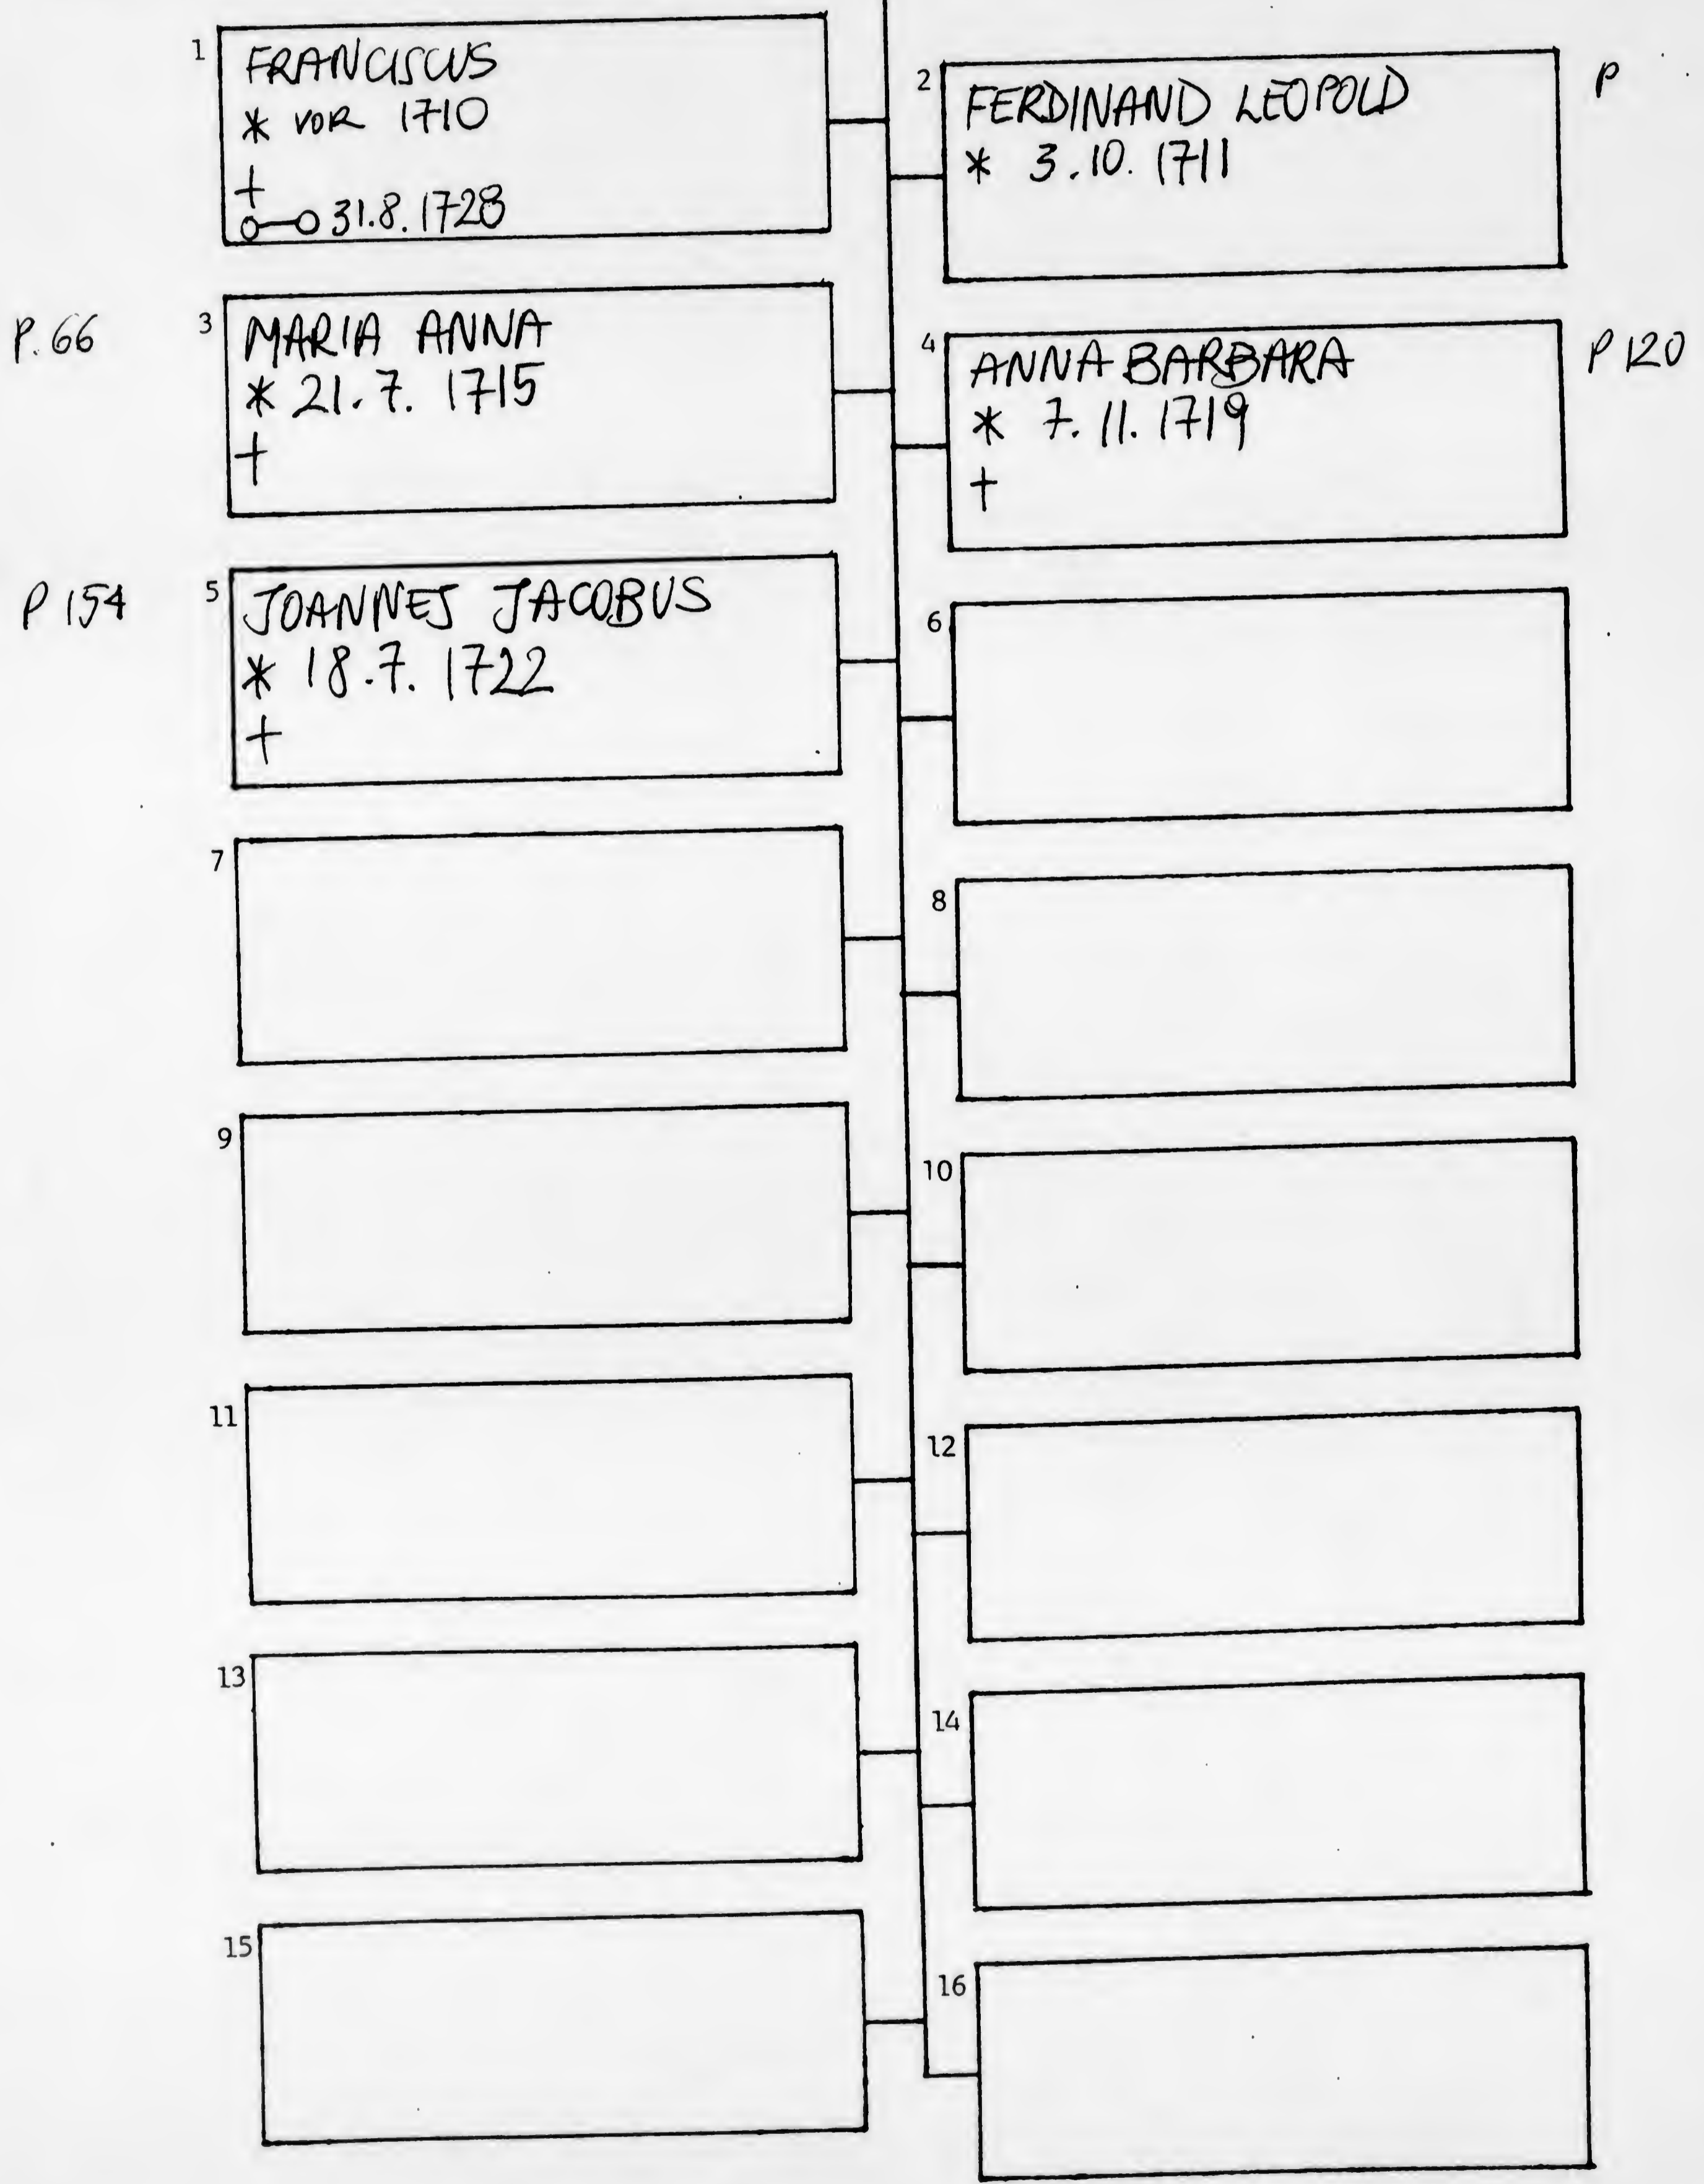 1
FRANCISCUS
* VOR 1710
†
o—o 31.8.1728
2
FERDINAND LEOPOLD
* 3.10.1711
P
P.66
3
MARIA ANNA
* 21.7.1715
†
4
ANNA BARBARA
* 7.11.1719
†
P 120
P 154
5
JOANNES JACOBUS
* 18.7.1722
†
6
7
8
9
10
11
12
13
14
15
16